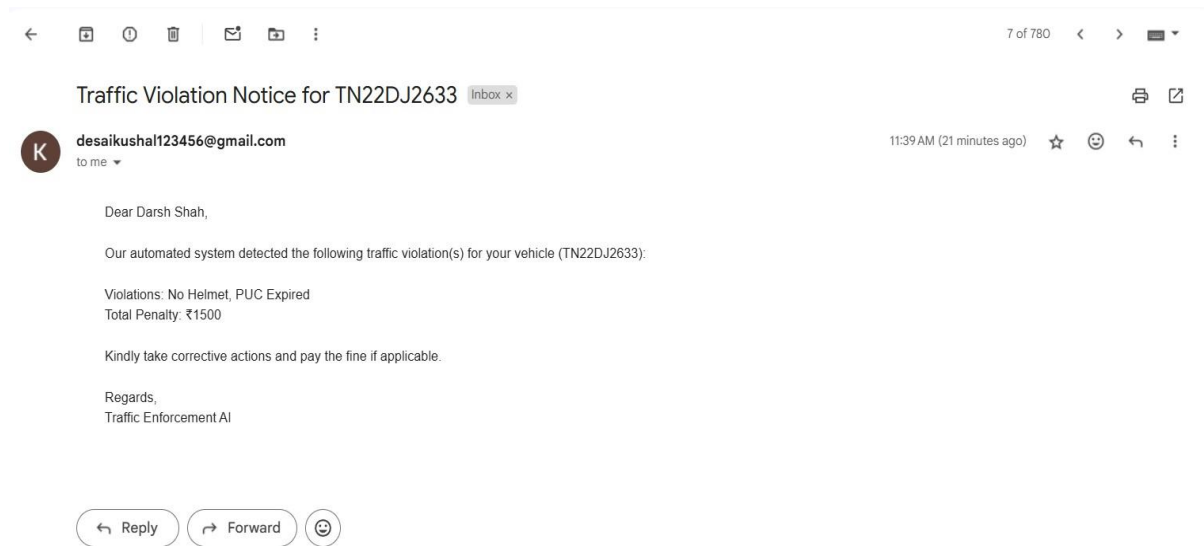 7 of 780
Traffic Violation Notice for TN22DJ2633 Inbox ×
K
desaikushal123456@gmail.com
11:39 AM (21 minutes ago)
to me
Dear Darsh Shah,
Our automated system detected the following traffic violation(s) for your vehicle (TN22DJ2633):
Violations: No Helmet, PUC Expired
Total Penalty: ₹1500
Kindly take corrective actions and pay the fine if applicable.
Regards,
Traffic Enforcement AI
Reply
Forward